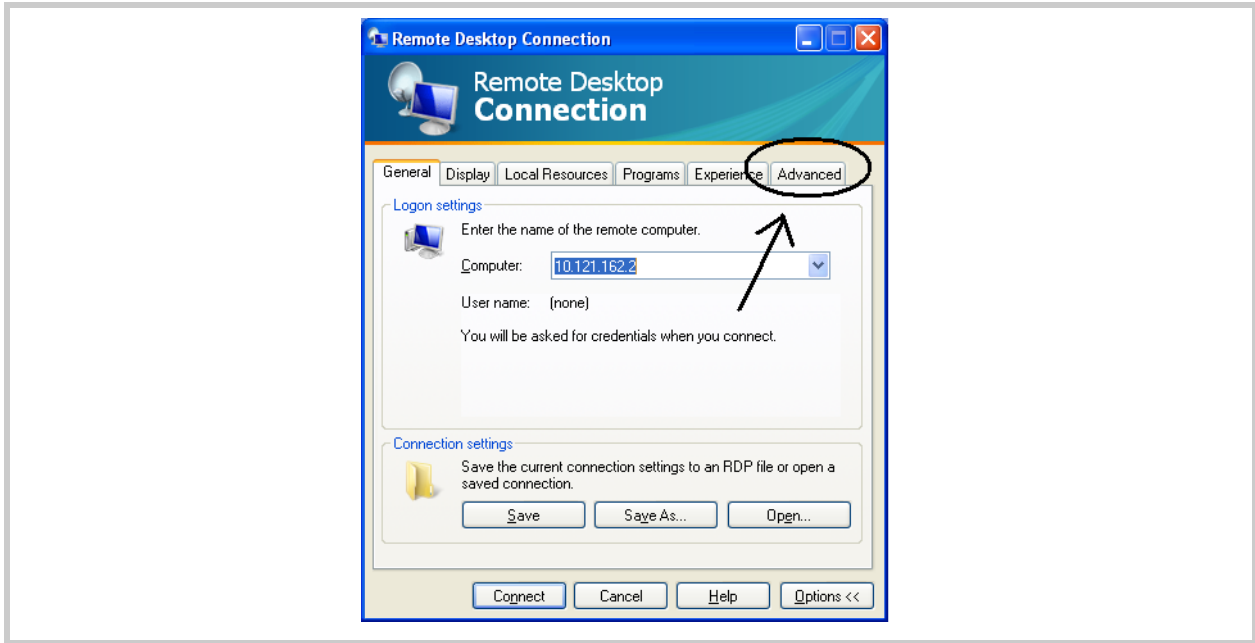 Remote Desktop Connection
Remote Desktop
Connection
General Display Local Resources Programs Experience Advanced
Logon settings
Enter the name of the remote computer.
Computer: 10.121.162.2
User name: (none)
You will be asked for credentials when you connect.
Connection settings
Save the current connection settings to an RDP file or open a
saved connection.
Save Save As... Open...
Connect Cancel Help Options <<